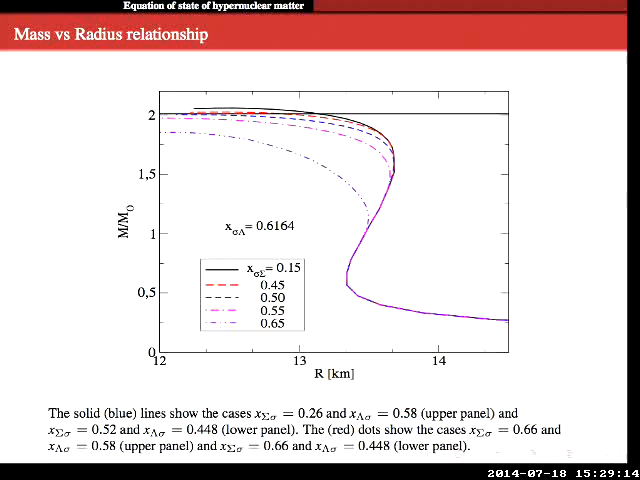 Equation of state of hypernuclear matter
Mass vs Radius relationship
2
1,5
1
0,5
0
M/M_O
x_σΛ= 0.6164
x_σΣ= 0.15
0.45
0.50
0.55
0.65
12 13 14
R [km]
The solid (blue) lines show the cases x_Σσ = 0.26 and x_Λσ = 0.58 (upper panel) and
x_Σσ = 0.52 and x_Λσ = 0.448 (lower panel). The (red) dots show the cases x_Σσ = 0.66 and
x_Λσ = 0.58 (upper panel) and x_Σσ = 0.66 and x_Λσ = 0.448 (lower panel).
2014-07-18 15:29:14